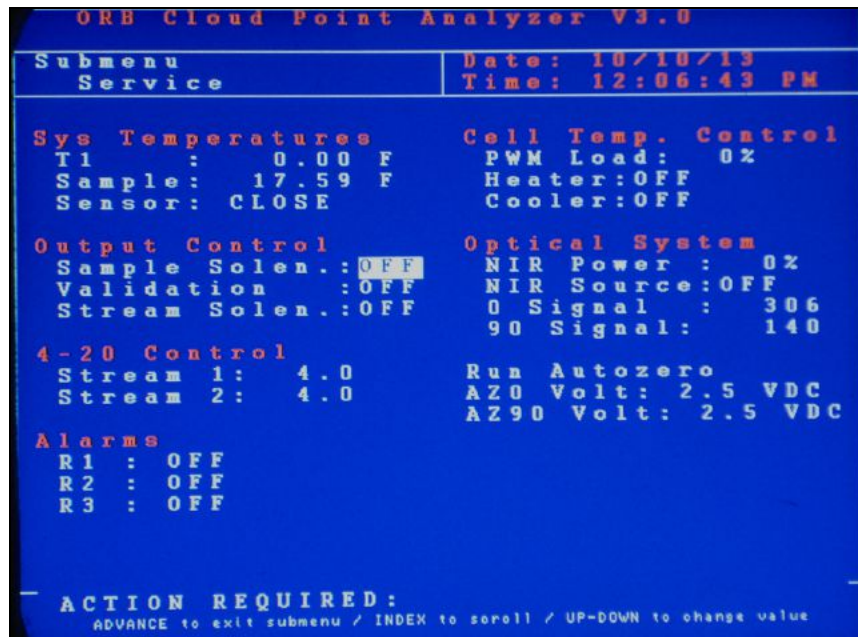 ORB Cloud Point Analyzer V3.0
Submenu
Service
Date: 10/10/13
Time: 12:06:43 PM
Sys Temperatures
T1 : 0.00 F
Sample: 17.59 F
Sensor: CLOSE
Output Control
Sample Solen.:OFF
Validation :OFF
Stream Solen.:OFF
4-20 Control
Stream 1: 4.0
Stream 2: 4.0
Alarms
R1 : OFF
R2 : OFF
R3 : OFF
Cell Temp. Control
PWM Load: 0%
Heater:OFF
Cooler:OFF
Optical System
NIR Power : 0%
NIR Source:OFF
0 Signal : 306
90 Signal: 140
Run Autozero
AZ0 Volt: 2.5 VDC
AZ90 Volt: 2.5 VDC
ACTION REQUIRED:
ADVANCE to exit submenu / INDEX to scroll / UP-DOWN to change value